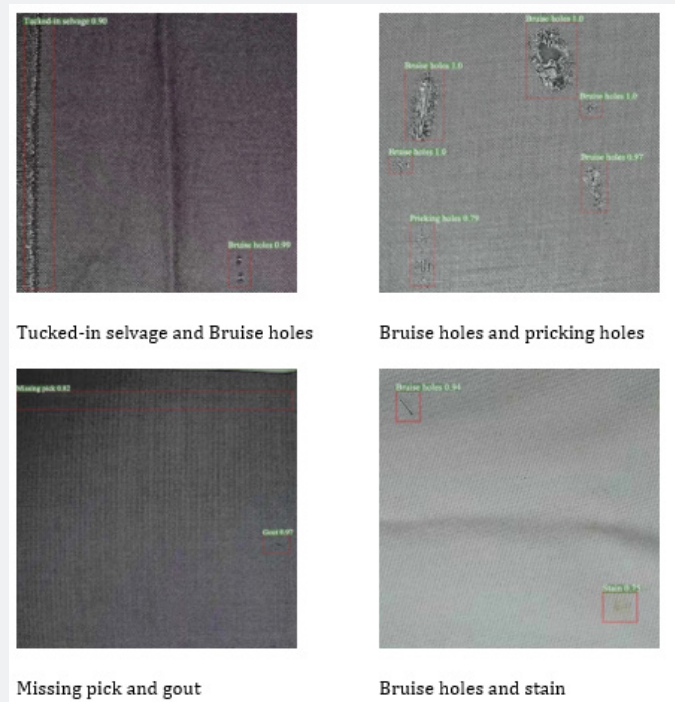 Tucked-in selvage 0.90
Bruise holes 0.99
Bruise holes 1.0
Bruise holes 1.0
Bruise holes 1.0
Bruise holes 1.0
Bruise holes 0.97
Pricking holes 0.79
Tucked-in selvage and Bruise holes
Bruise holes and pricking holes
Missing pick 0.82
Gout 0.97
Bruise holes 0.94
Stain 0.75
Missing pick and gout
Bruise holes and stain